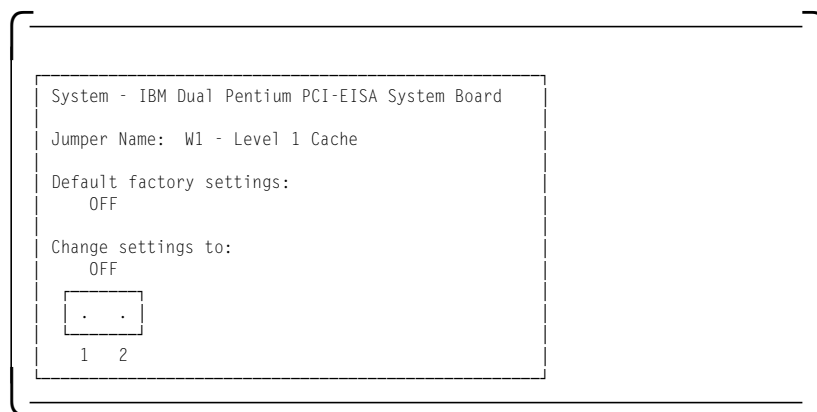 System - IBM Dual Pentium PCI-EISA System Board
Jumper Name: W1 - Level 1 Cache
Default factory settings:
OFF
Change settings to:
OFF
. .
1 2